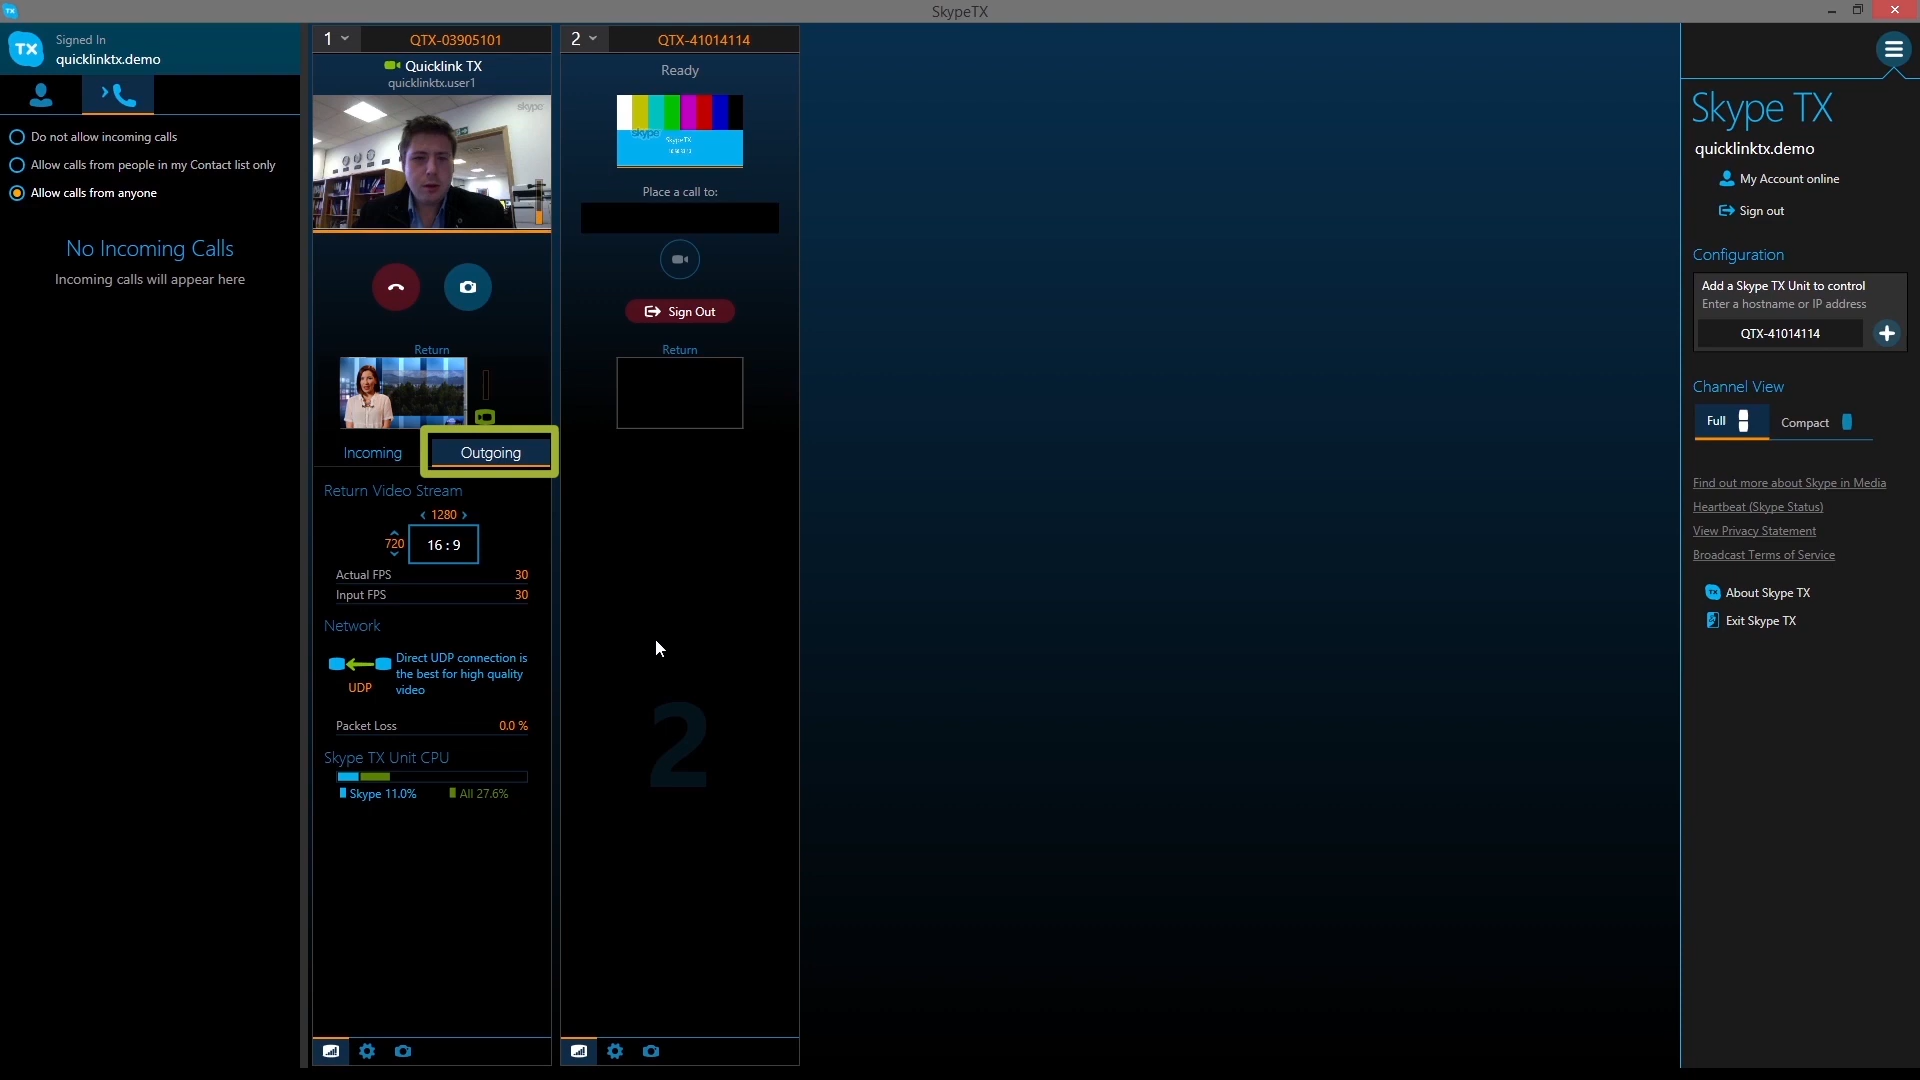 SkypeTX
TX
Signed In
quicklinktx.demo
Do not allow incoming calls
Allow calls from people in my Contact list only
Allow calls from anyone
No Incoming Calls
Incoming calls will appear here
1
QTX-03905101
Quicklink TX
quicklinktx.user1
skype
Return
Incoming
Outgoing
Return Video Stream
1280
720
16 : 9
Actual FPS 30
Input FPS 30
Network
UDP
Direct UDP connection is
the best for high quality
video
Packet Loss 0.0 %
Skype TX Unit CPU
Skype 11.0% All 27.6%
2
QTX-41014114
Ready
skype
Skype TX
Place a call to:
Sign Out
Return
2
Skype TX
quicklinktx.demo
My Account online
Sign out
Configuration
Add a Skype TX Unit to control
Enter a hostname or IP address
QTX-41014114
Channel View
Full
Compact
Find out more about Skype in Media
Heartbeat (Skype Status)
View Privacy Statement
Broadcast Terms of Service
About Skype TX
Exit Skype TX